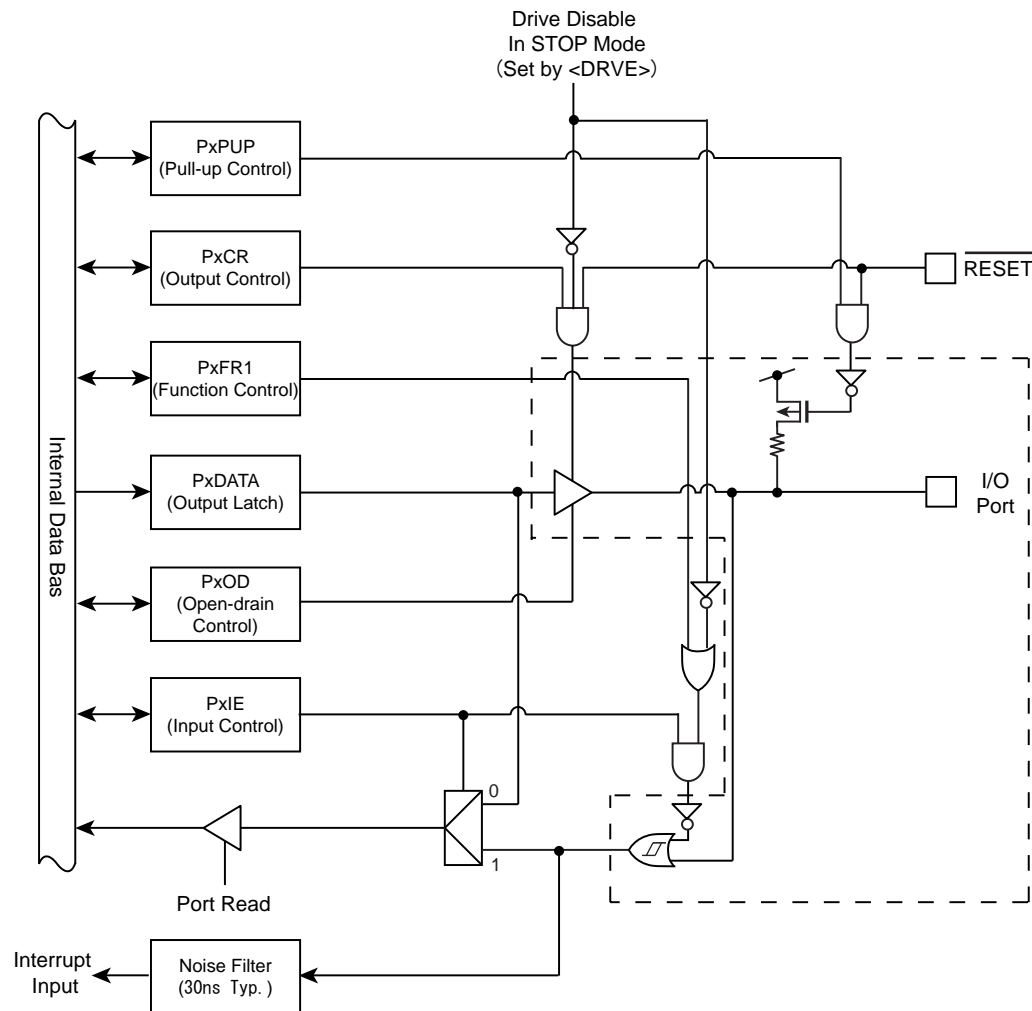 Drive Disable
In STOP Mode
(Set by <DRVE>)
PxPUP
(Pull-up Control)
PxCR
(Output Control)
RESET
PxFR1
(Function Control)
Internal Data Bas
PxDATA
(Output Latch)
I/O
Port
PxOD
(Open-drain
Control)
PxIE
(Input Control)
0
1
Port Read
Interrupt
Input
Noise Filter
(30ns Typ.)